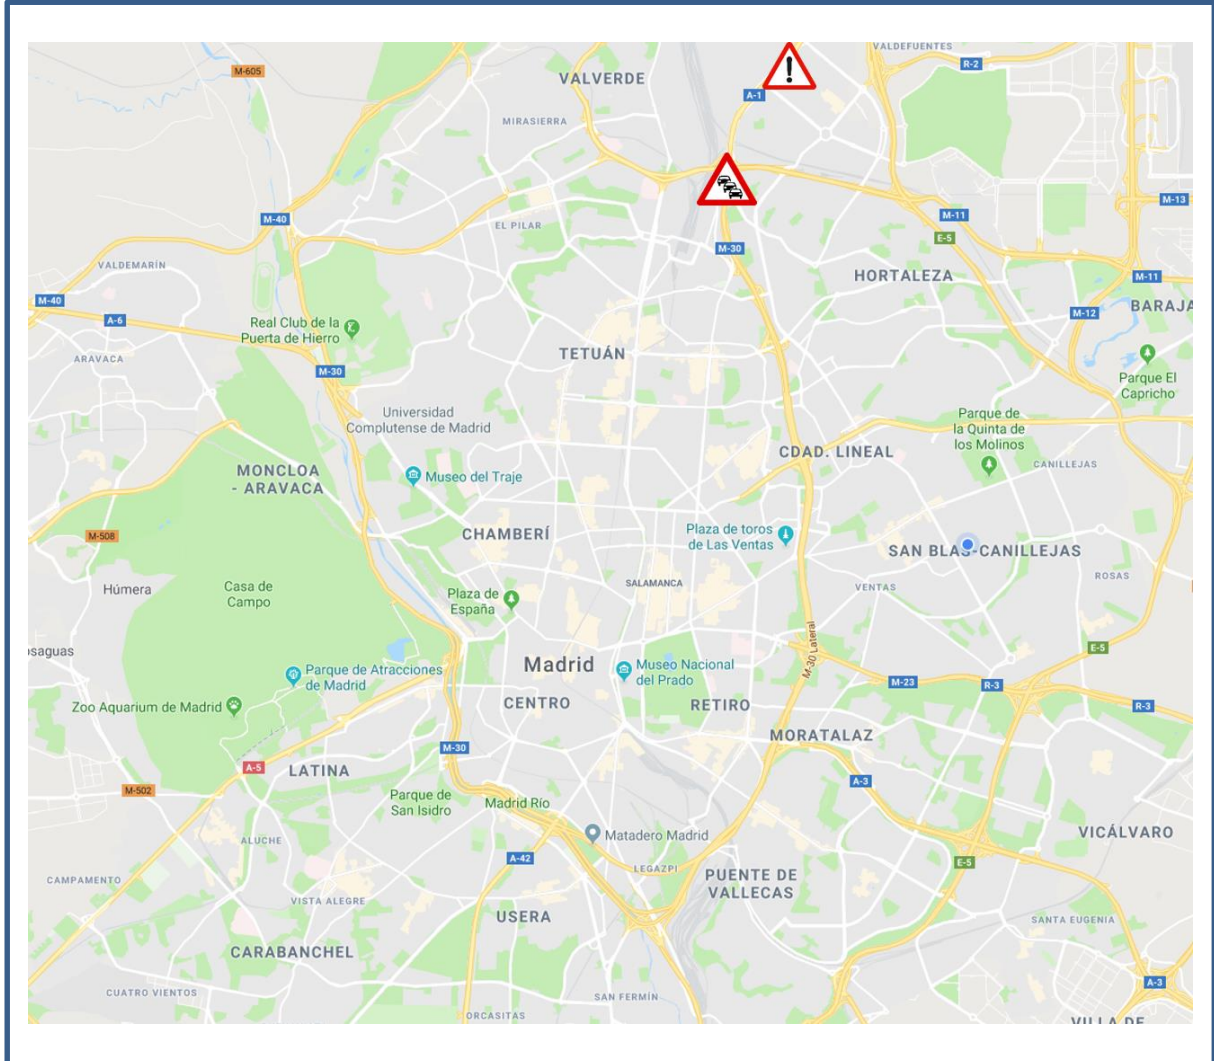 VALDEFUENTES
M-605
R-2
VALVERDE
A-1
MIRASIERRA
M-13
M-40
M-11
EL PILAR
E-5
M-30
VALDEMARÍN
HORTALEZA
M-11
M-40
BARAJA
M-12
A-6
Real Club de la
Puerta de Hierro
TETUÁN
ARAVACA
M-30
Parque El
Capricho
Universidad
Complutense de Madrid
Parque de
la Quinta de
los Molinos
CDAD. LINEAL
CANILLEJAS
MONCLOA
- ARAVACA
Museo del Traje
M-508
CHAMBERÍ
Plaza de toros
de Las Ventas
SAN BLAS-CANILLEJAS
ROSAS
Húmera
Casa de
Campo
SALAMANCA
VENTAS
Plaza de
España
M-30 Lateral
osaguas
E-5
Madrid
Museo Nacional
del Prado
Parque de Atracciones
de Madrid
M-23
R-3
Zoo Aquarium de Madrid
CENTRO
RETIRO
R-3
MORATALAZ
M-30
A-5
LATINA
A-3
M-502
Parque de
San Isidro
Madrid Río
Matadero Madrid
VICÁLVARO
ALUCHE
A-42
E-5
LEGAZPI
CAMPAMENTO
PUENTE DE
VALLECAS
VISTA ALEGRE
USERA
SANTA EUGENIA
CARABANCHEL
A-3
CUATRO VIENTOS
SAN FERMÍN
ORCASITAS
VILLA DE